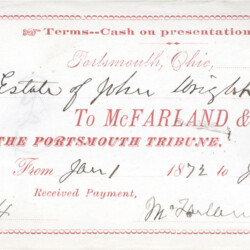 Terms--Cash on presentation
Portsmouth, Ohio,
Estate of John Wright
To McFARLAND &
THE PORTSMOUTH TRIBUNE,
From Jan 1 1872 to J
Received Payment,
McFarlan